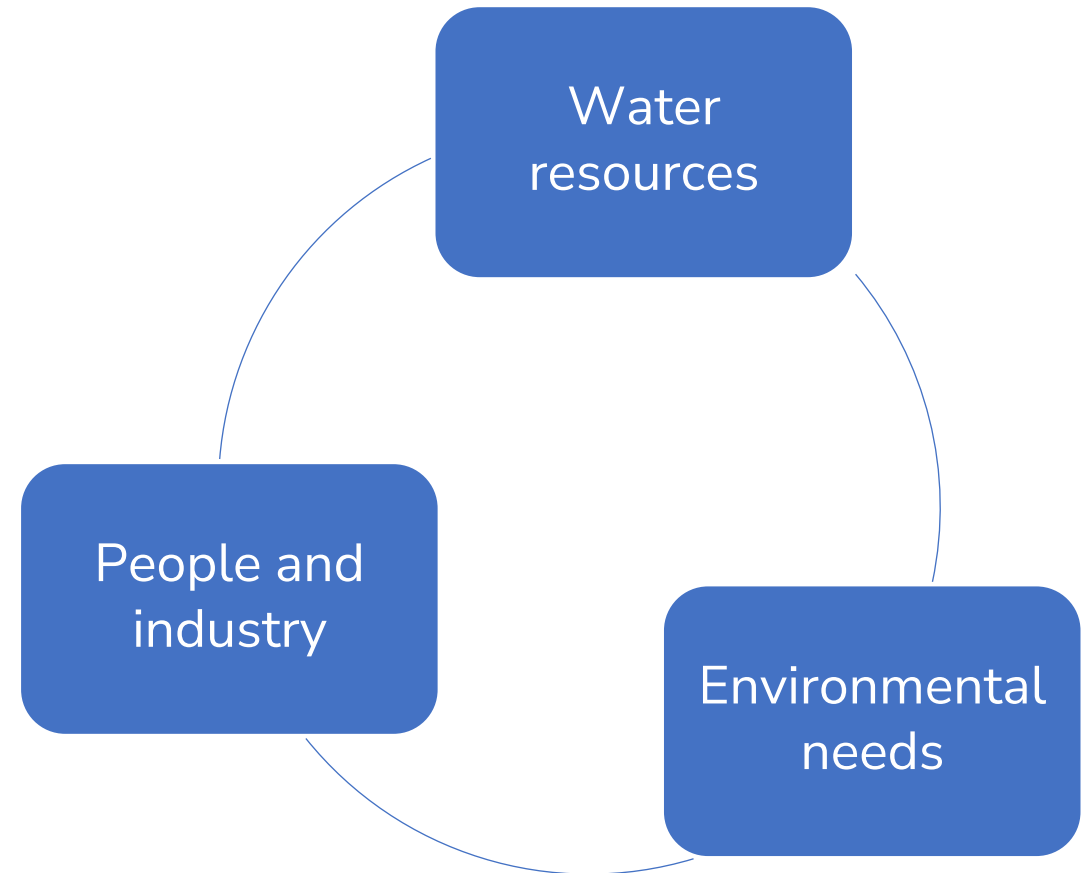 Water
resources
People and
industry
Environmental
needs